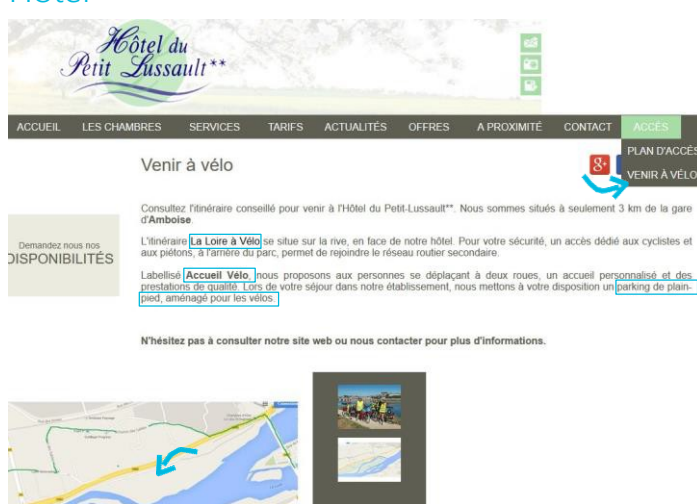 Hôtel
Hôtel du
Petit Lussault**
ACCUEIL LES CHAMBRES SERVICES TARIFS ACTUALITÉS OFFRES A PROXIMITÉ CONTACT ACCÈS
PLAN D'ACCÈS
VENIR À VÉLO
Venir à vélo
8+
Consultez l'itinéraire conseillé pour venir à l'Hôtel du Petit-Lussault**. Nous sommes situés à seulement 3 km de la gare
d'Amboise.
Demandez nous nos
DISPONIBILITÉS
L'itinéraire La Loire à Vélo se situe sur la rive, en face de notre hôtel. Pour votre sécurité, un accès dédié aux cyclistes et
aux piétons, à l'arrière du parc, permet de rejoindre le réseau routier secondaire.
Labellisé Accueil Vélo, nous proposons aux personnes se déplaçant à deux roues, un accueil personnalisé et des
prestations de qualité. Lors de votre séjour dans notre établissement, nous mettons à votre disposition un parking de plain-
pied, aménagé pour les vélos.
N'hésitez pas à consulter notre site web ou nous contacter pour plus d'informations.